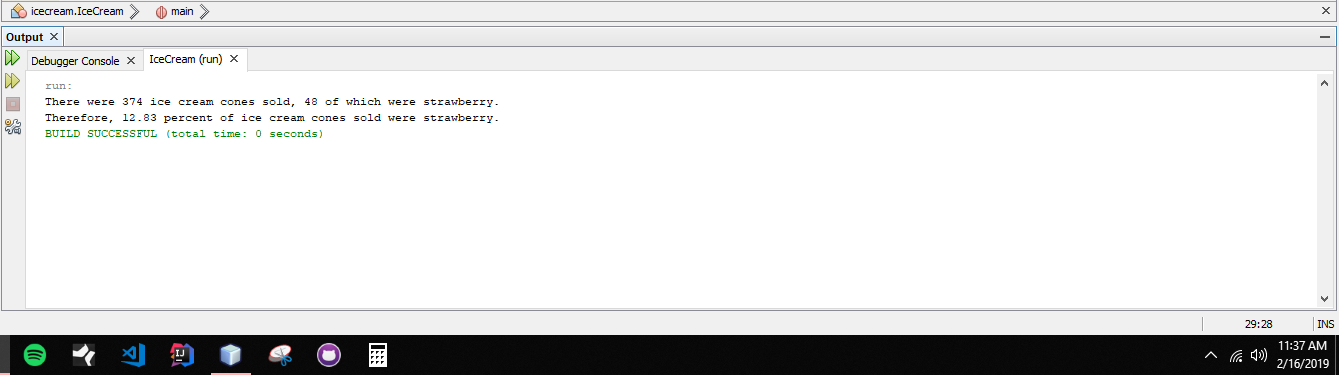 icecream.IceCream main
Output
Debugger Console IceCream (run)
run:
There were 374 ice cream cones sold, 48 of which were strawberry.
Therefore, 12.83 percent of ice cream cones sold were strawberry.
BUILD SUCCESSFUL (total time: 0 seconds)
29:28 INS
IJ
11:37 AM
2/16/2019